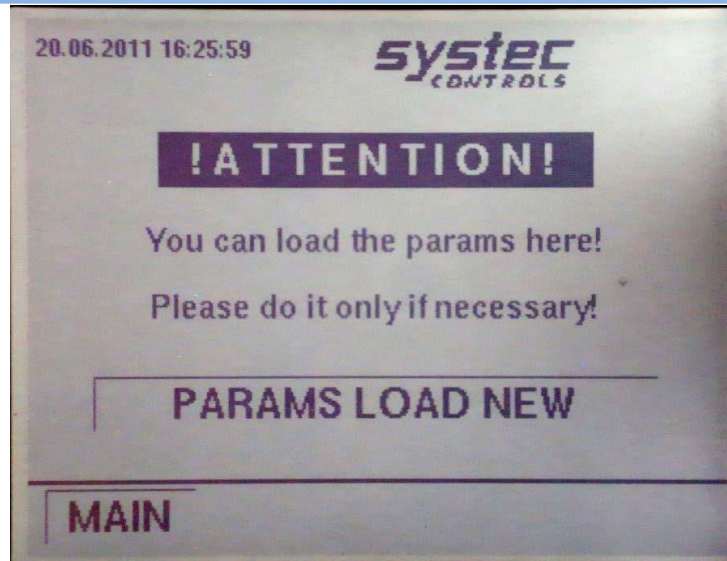 20.06.2011 16:25:59
systec
CONTROLS
!ATTENTION!
You can load the params here!
Please do it only if necessary!
PARAMS LOAD NEW
MAIN